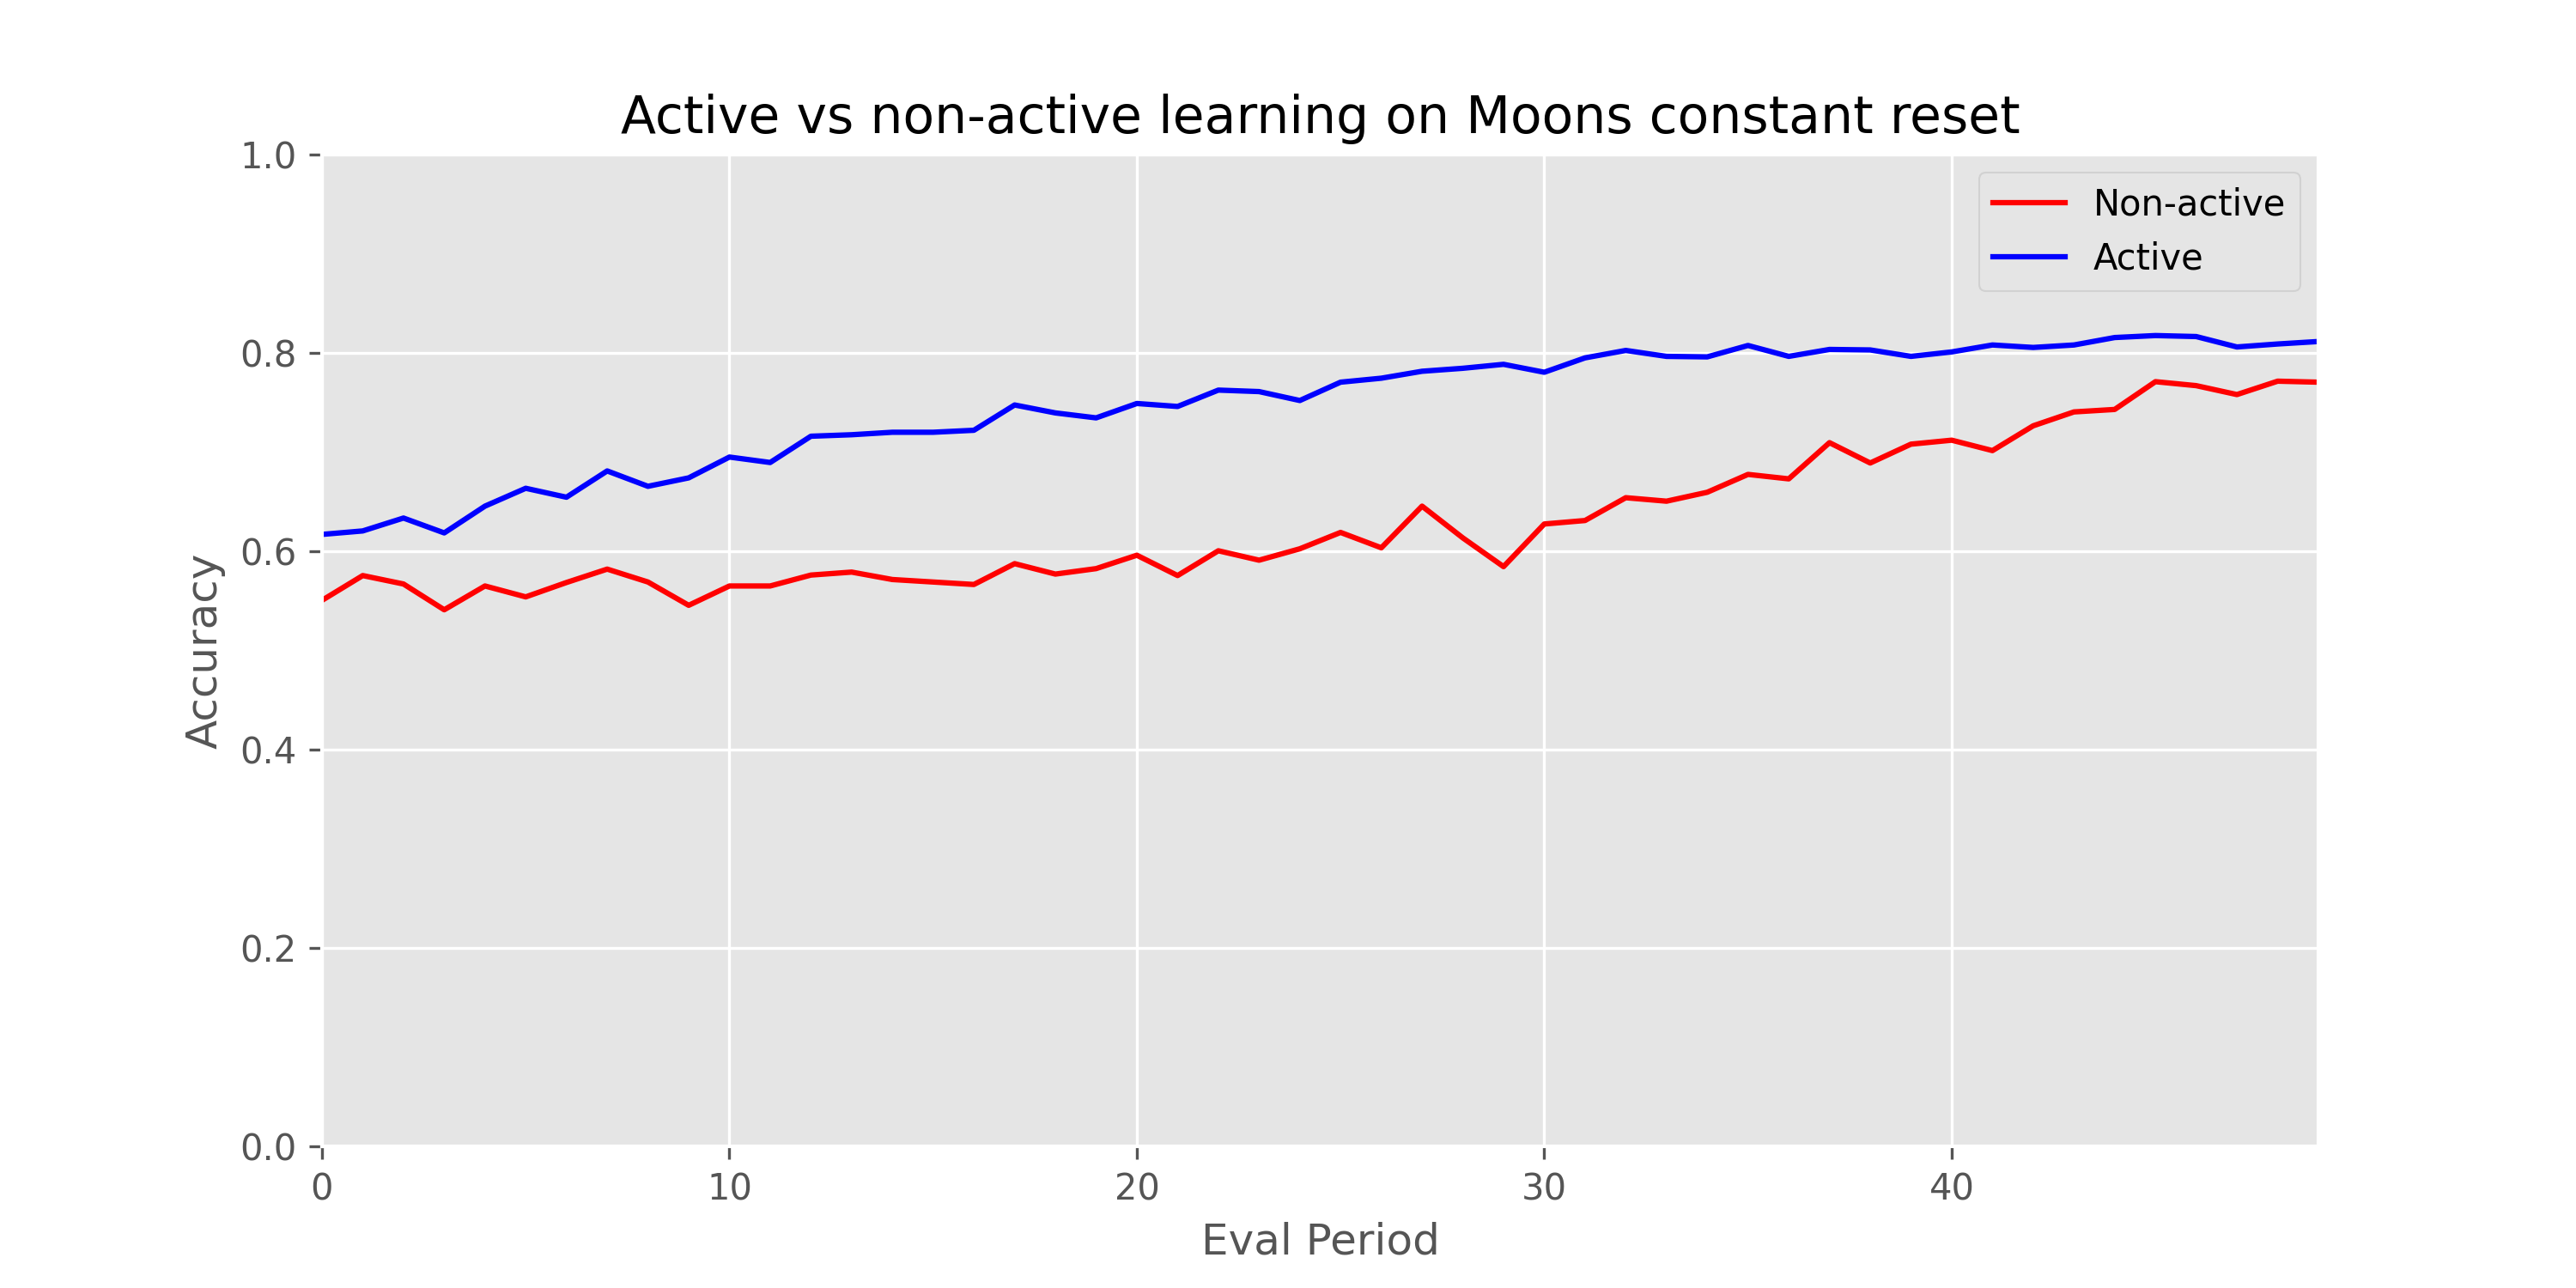 Active vs non-active learning on Moons constant reset
1.0
Non-active
Active
0.8
0.6
Accuracy
0.4
0.2
0.0
0 10 20 30 40
Eval Period